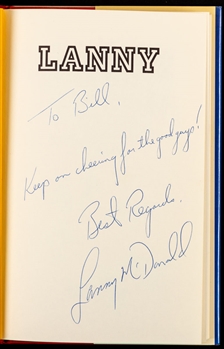 LANNY
To Bill,
Keep on cheering for the good guys!
Best Regards.
Lanny McDonald